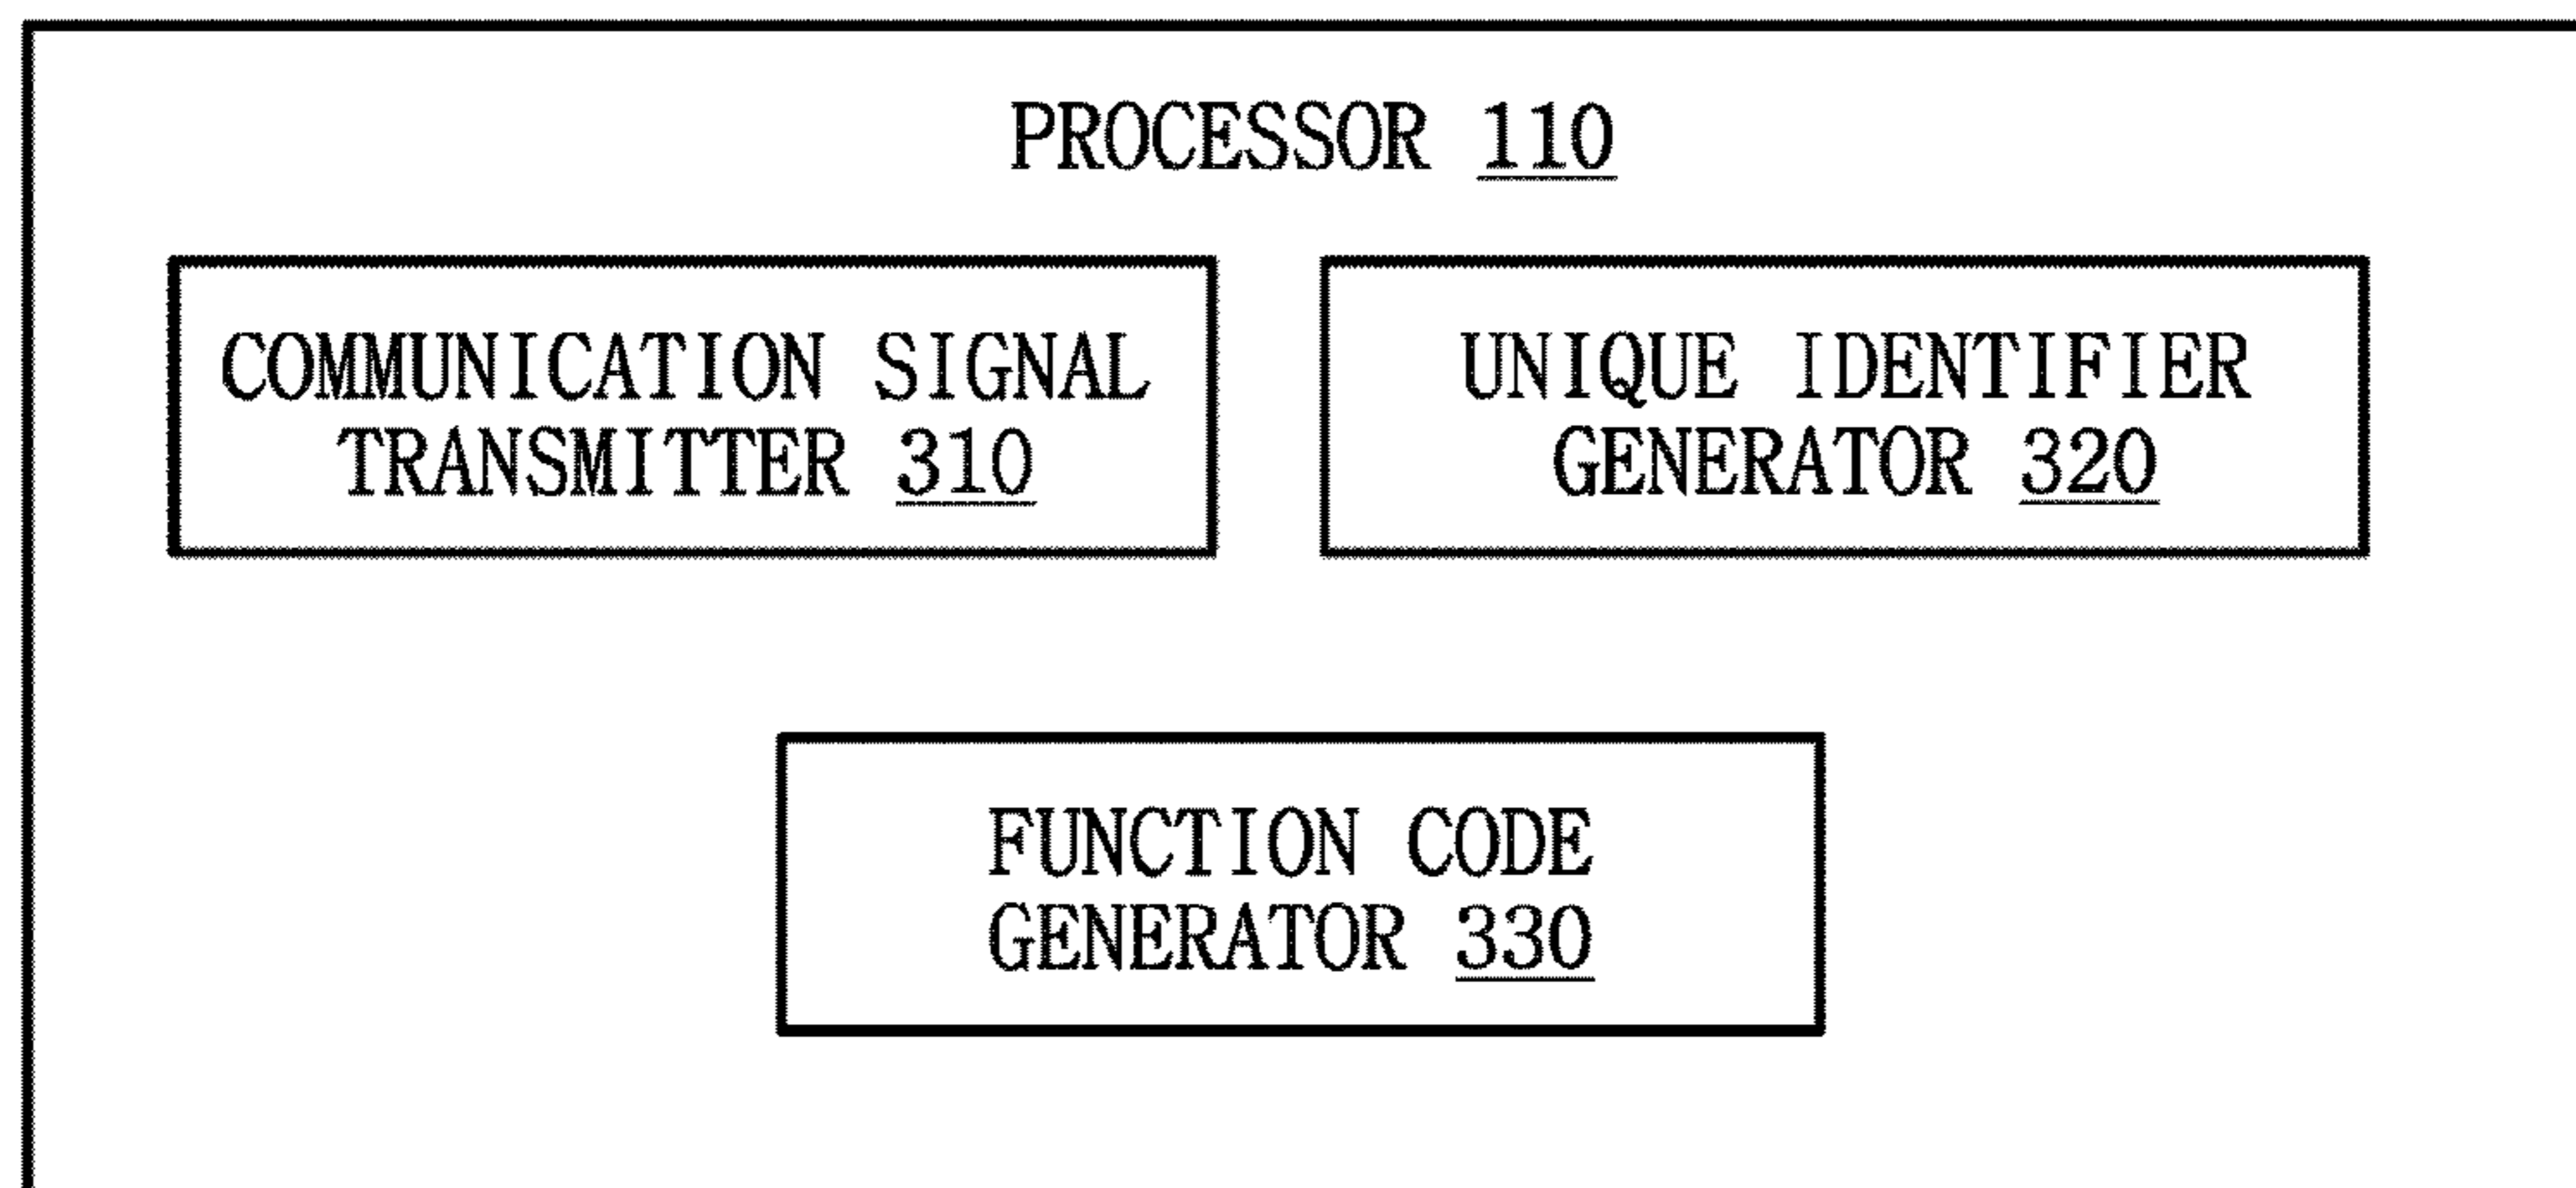 PROCESSOR 110
COMMUNICATION SIGNAL
TRANSMITTER 310
UNIQUE IDENTIFIER
GENERATOR 320
FUNCTION CODE
GENERATOR 330